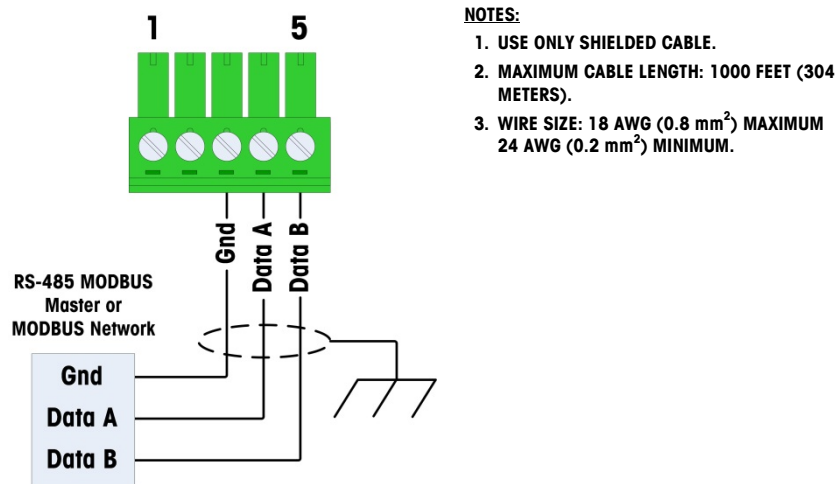 1 5
NOTES:
1. USE ONLY SHIELDED CABLE.
2. MAXIMUM CABLE LENGTH: 1000 FEET (304
METERS).
3. WIRE SIZE: 18 AWG (0.8 mm²) MAXIMUM
24 AWG (0.2 mm²) MINIMUM.
Gnd
Data A
Data B
RS-485 MODBUS
Master or
MODBUS Network
Gnd
Data A
Data B